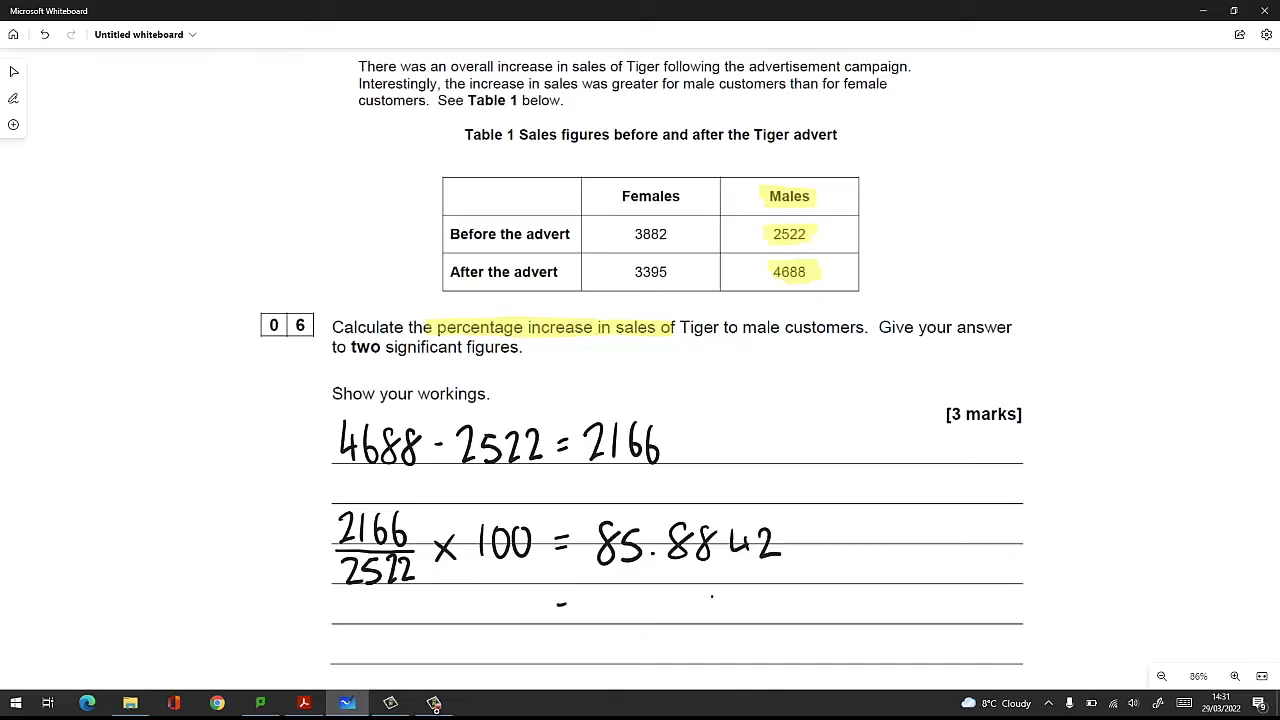 Microsoft Whiteboard
Untitled whiteboard
There was an overall increase in sales of Tiger following the advertisement campaign.
Interestingly, the increase in sales was greater for male customers than for female
customers. See Table 1 below.
Table 1 Sales figures before and after the Tiger advert
Females Males
Before the advert 3882 2522
After the advert 3395 4688
0 6 Calculate the percentage increase in sales of Tiger to male customers. Give your answer
to two significant figures.
Show your workings.
[3 marks]
4688 - 2522 = 2166
2166
2522 × 100 = 85.8842
=
86%
8°C Cloudy
14:31
29/03/2022